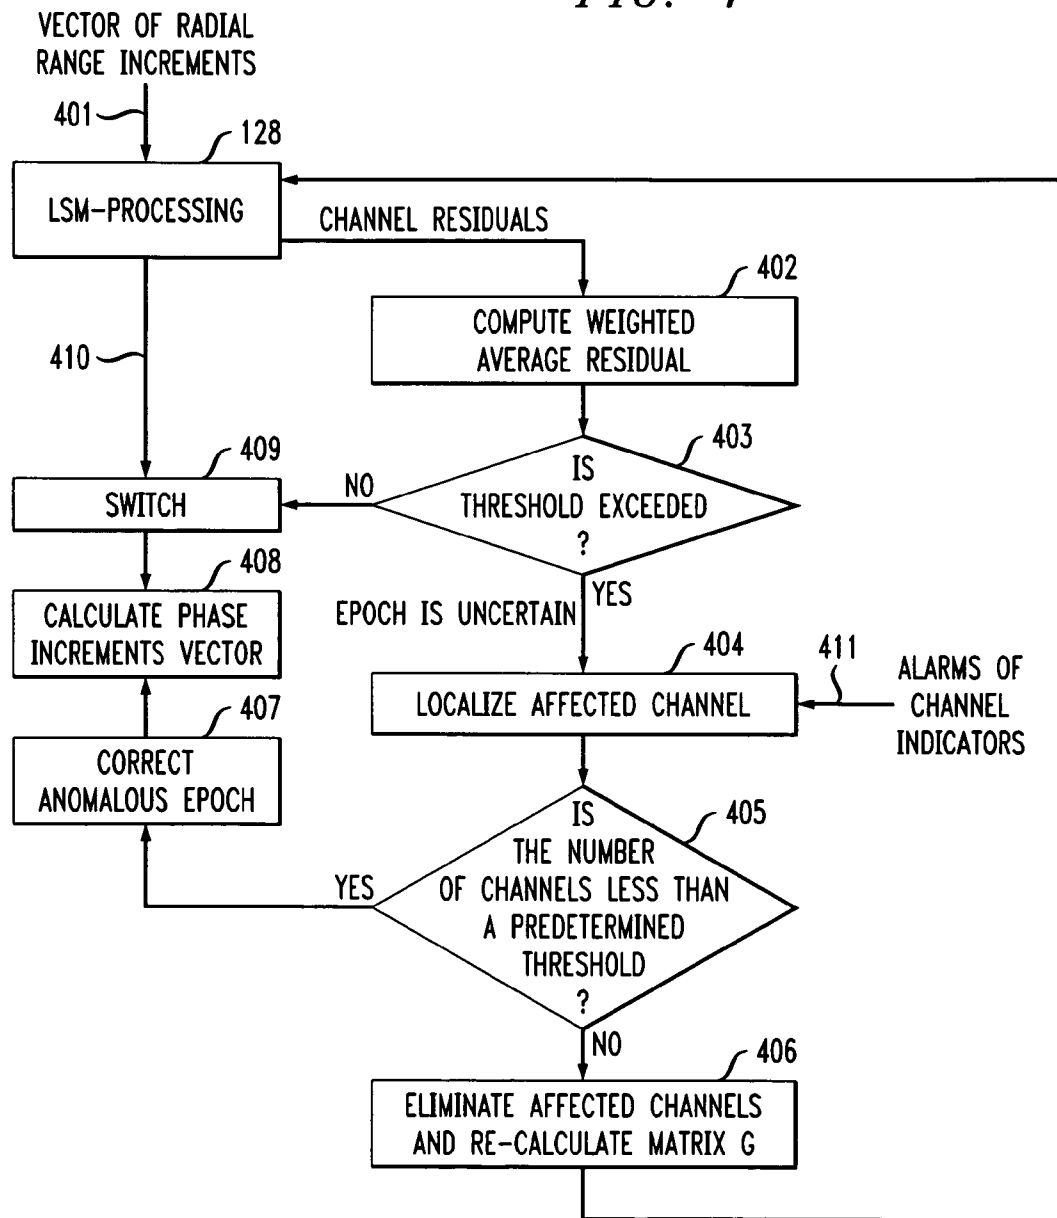 VECTOR OF RADIAL
RANGE INCREMENTS
401
128
LSM-PROCESSING
CHANNEL RESIDUALS
402
COMPUTE WEIGHTED
AVERAGE RESIDUAL
410
403
IS
THRESHOLD EXCEEDED
?
NO
409
SWITCH
408
CALCULATE PHASE
INCREMENTS VECTOR
YES
EPOCH IS UNCERTAIN
404
LOCALIZE AFFECTED CHANNEL
411
ALARMS OF
CHANNEL
INDICATORS
407
CORRECT
ANOMALOUS EPOCH
405
IS
THE NUMBER
OF CHANNELS LESS THAN
A PREDETERMINED
THRESHOLD
?
YES
NO
406
ELIMINATE AFFECTED CHANNELS
AND RE-CALCULATE MATRIX G